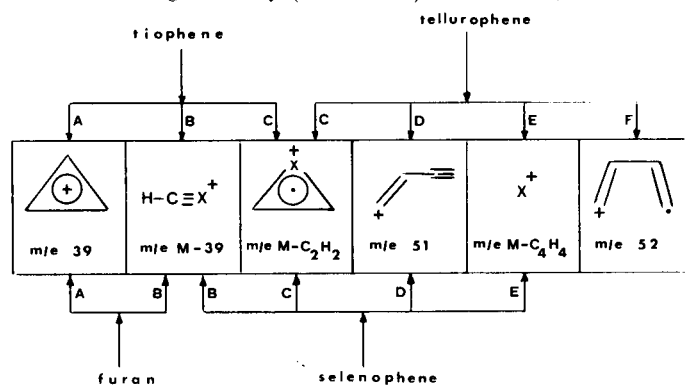 tiophene
tellurophene
A B C C D E F
+
H-C≡X+
+
X
•
+
X+
+
•
m/e 39
m/e M-39
m/e M-C2H2
m/e 51
m/e M-C4H4
m/e 52
A B B C D E
furan
selenophene